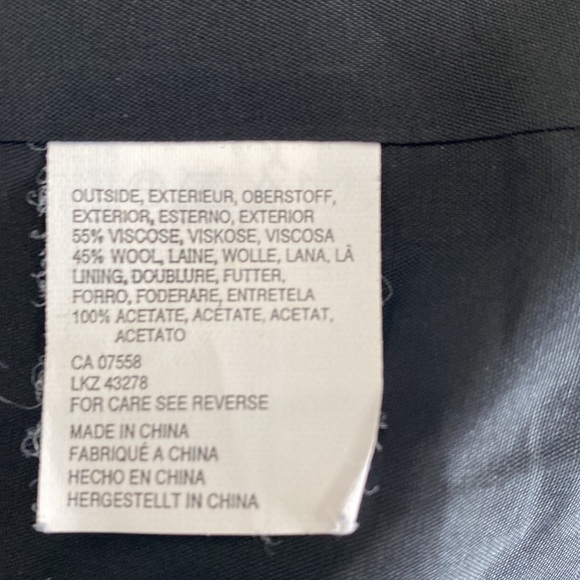 OUTSIDE, EXTERIEUR, OBERSTOFF,
EXTERIOR, ESTERNO, EXTERIOR
55% VISCOSE, VISKOSE, VISCOSA
45% WOOL, LAINE, WOLLE, LANA, LÂ
LINING, DOUBLURE, FUTTER,
FORRO, FODERARE, ENTRETELA
100% ACETATE, ACÉTATE, ACETAT,
ACETATO
CA 07558
LKZ 43278
FOR CARE SEE REVERSE
MADE IN CHINA
FABRIQUÉ A CHINA
HECHO EN CHINA
HERGESTELLT IN CHINA